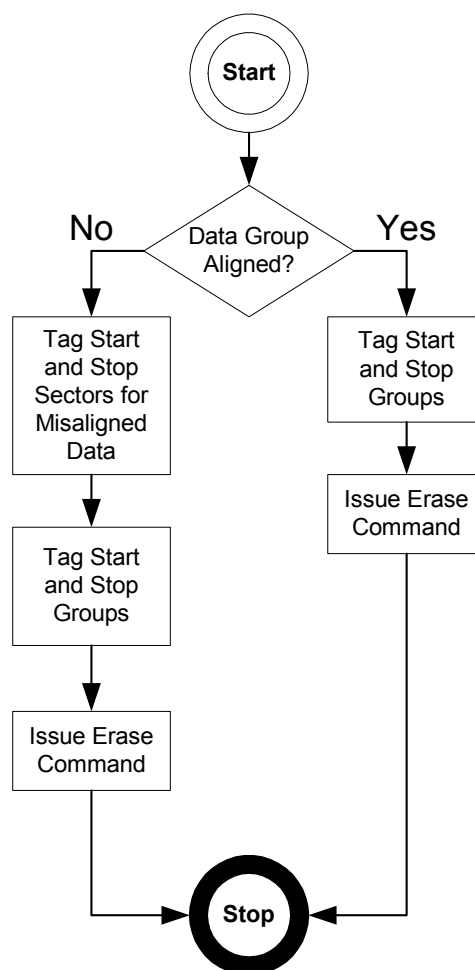 Start
Data Group
Aligned?
No
Yes
Tag Start
and Stop
Sectors for
Misaligned
Data
Tag Start
and Stop
Groups
Issue Erase
Command
Tag Start
and Stop
Groups
Issue Erase
Command
Stop